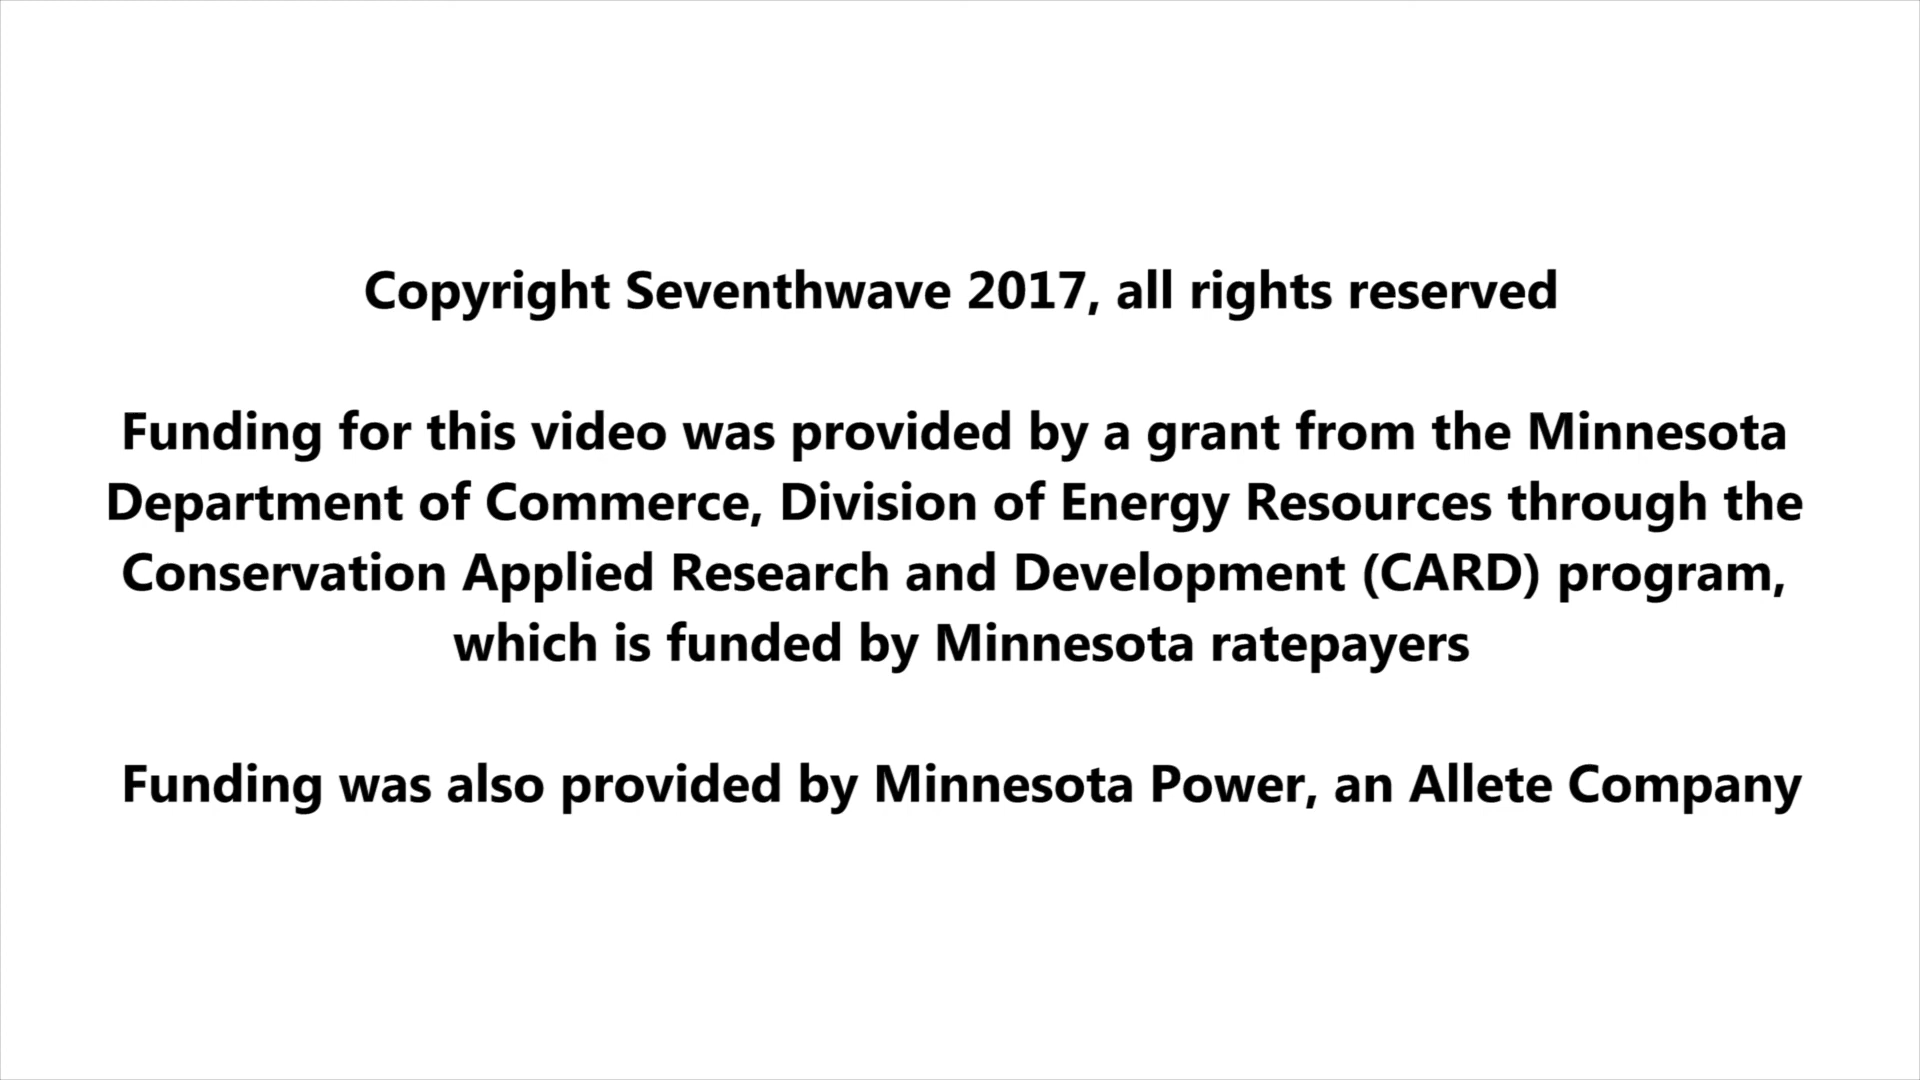 Copyright Seventhwave 2017, all rights reserved
Funding for this video was provided by a grant from the Minnesota
Department of Commerce, Division of Energy Resources through the
Conservation Applied Research and Development (CARD) program,
which is funded by Minnesota ratepayers
Funding was also provided by Minnesota Power, an Allete Company